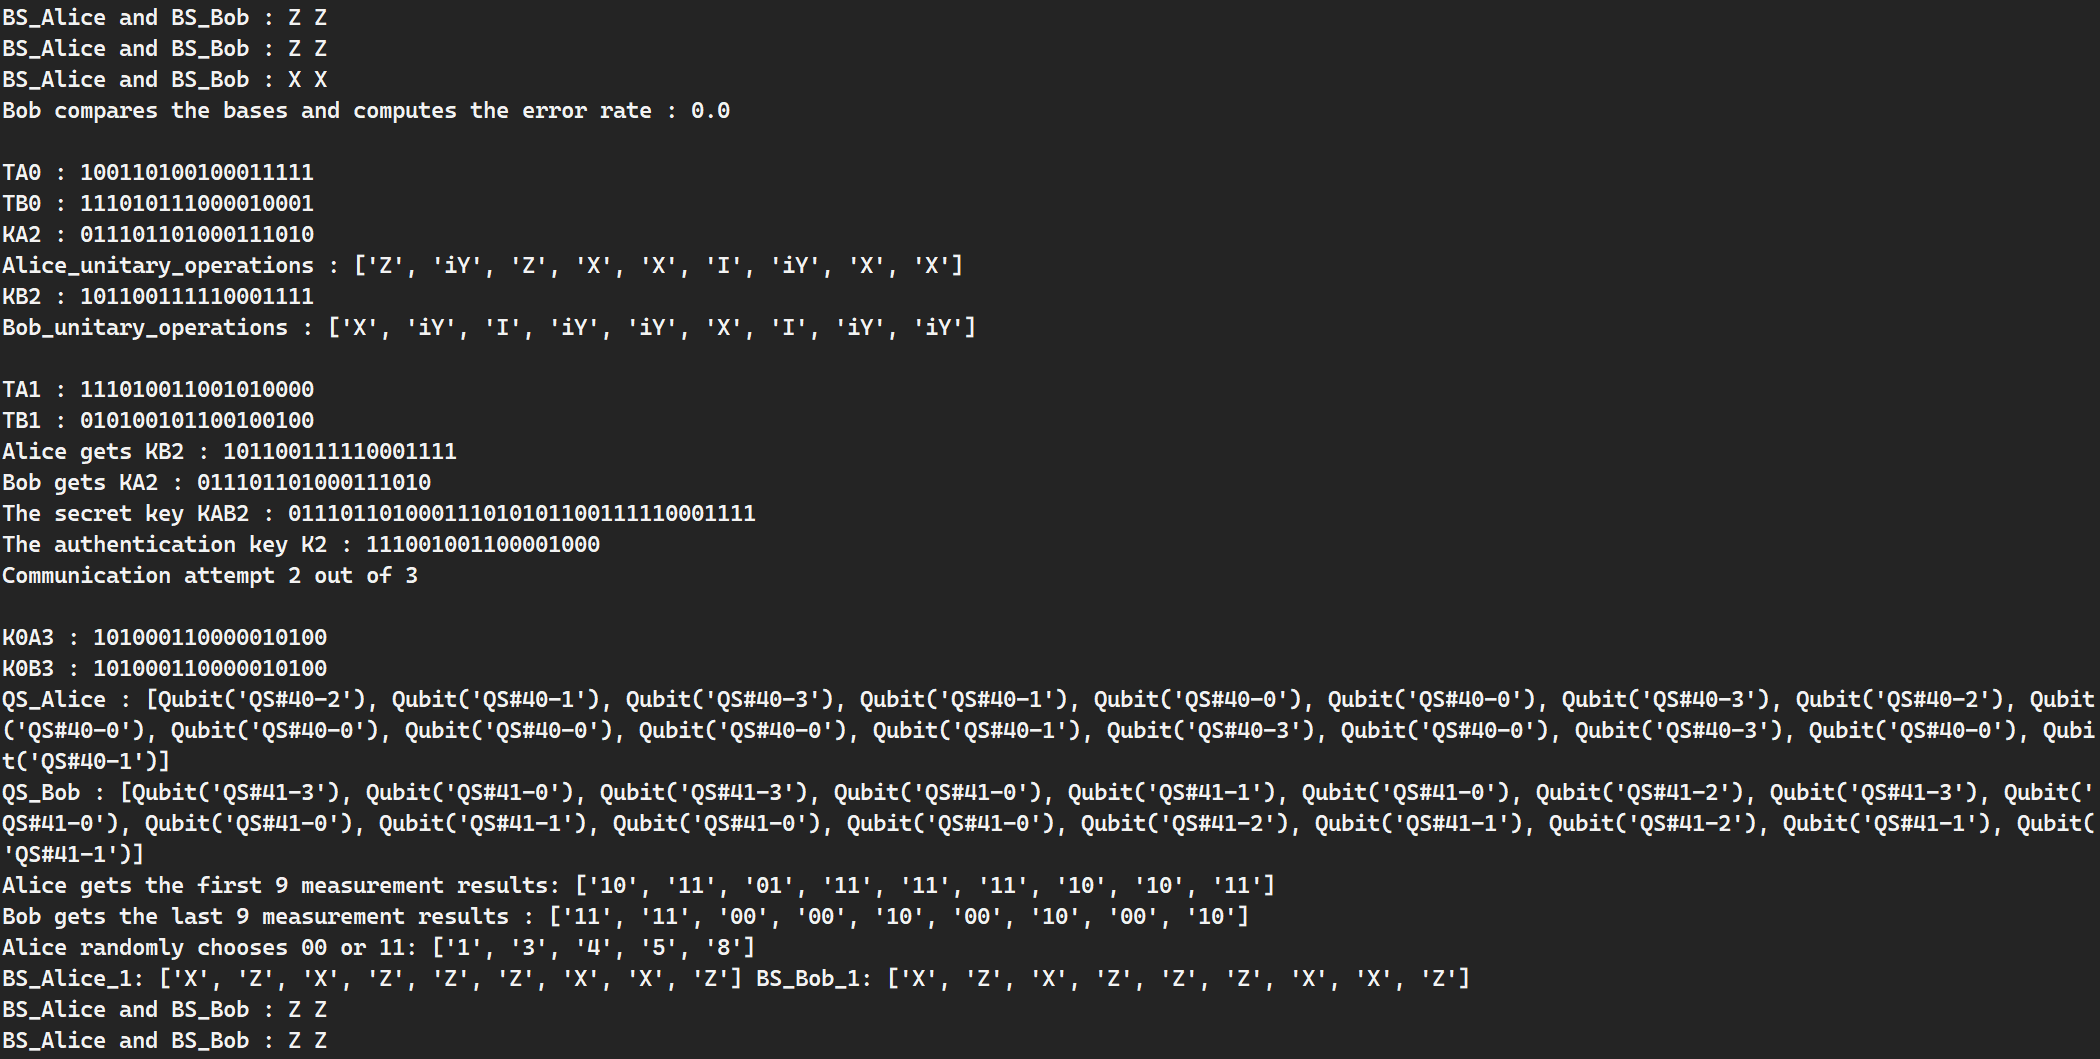 BS_Alice and BS_Bob : Z Z
BS_Alice and BS_Bob : Z Z
BS_Alice and BS_Bob : X X
Bob compares the bases and computes the error rate : 0.0
TA0 : 100110100100011111
TB0 : 111010111000010001
KA2 : 011101101000111010
Alice_unitary_operations : ['Z', 'iY', 'Z', 'X', 'X', 'I', 'iY', 'X', 'X']
KB2 : 101100111110001111
Bob_unitary_operations : ['X', 'iY', 'I', 'iY', 'iY', 'X', 'I', 'iY', 'iY']
TA1 : 111010011001010000
TB1 : 010100101100100100
Alice gets KB2 : 101100111110001111
Bob gets KA2 : 011101101000111010
The secret key KAB2 : 011101101000111010101100111110001111
The authentication key K2 : 111001001100001000
Communication attempt 2 out of 3
K0A3 : 101000110000010100
K0B3 : 101000110000010100
QS_Alice : [Qubit('QS#40-2'), Qubit('QS#40-1'), Qubit('QS#40-3'), Qubit('QS#40-1'), Qubit('QS#40-0'), Qubit('QS#40-0'), Qubit('QS#40-3'), Qubit('QS#40-2'), Qubit
('QS#40-0'), Qubit('QS#40-0'), Qubit('QS#40-0'), Qubit('QS#40-0'), Qubit('QS#40-1'), Qubit('QS#40-3'), Qubit('QS#40-0'), Qubit('QS#40-3'), Qubit('QS#40-0'), Qubi
t('QS#40-1')]
QS_Bob : [Qubit('QS#41-3'), Qubit('QS#41-0'), Qubit('QS#41-3'), Qubit('QS#41-0'), Qubit('QS#41-1'), Qubit('QS#41-0'), Qubit('QS#41-2'), Qubit('QS#41-3'), Qubit('
QS#41-0'), Qubit('QS#41-0'), Qubit('QS#41-1'), Qubit('QS#41-0'), Qubit('QS#41-0'), Qubit('QS#41-2'), Qubit('QS#41-1'), Qubit('QS#41-2'), Qubit('QS#41-1'), Qubit(
'QS#41-1')]
Alice gets the first 9 measurement results: ['10', '11', '01', '11', '11', '11', '10', '10', '11']
Bob gets the last 9 measurement results : ['11', '11', '00', '00', '10', '00', '10', '00', '10']
Alice randomly chooses 00 or 11: ['1', '3', '4', '5', '8']
BS_Alice_1: ['X', 'Z', 'X', 'Z', 'Z', 'Z', 'X', 'X', 'Z'] BS_Bob_1: ['X', 'Z', 'X', 'Z', 'Z', 'Z', 'X', 'X', 'Z']
BS_Alice and BS_Bob : Z Z
BS_Alice and BS_Bob : Z Z